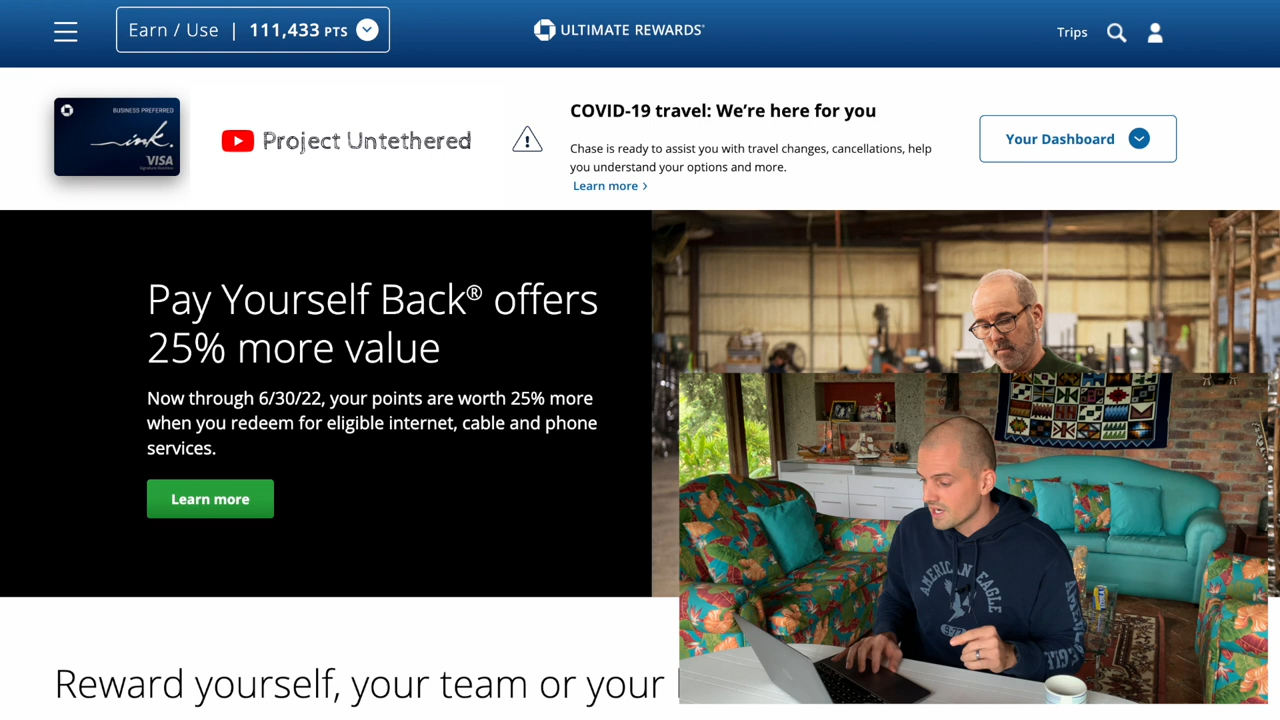 Earn / Use | 111,433 PTS
ULTIMATE REWARDS®
Trips
BUSINESS PREFERRED
ink.
VISA
Signature Business
Project Untethered
COVID-19 travel: We're here for you
Chase is ready to assist you with travel changes, cancellations, help
you understand your options and more.
Learn more
Your Dashboard
Pay Yourself Back® offers
25% more value
Now through 6/30/22, your points are worth 25% more
when you redeem for eligible internet, cable and phone
services.
Learn more
AMERICAN EAGLE
Reward yourself, your team or your